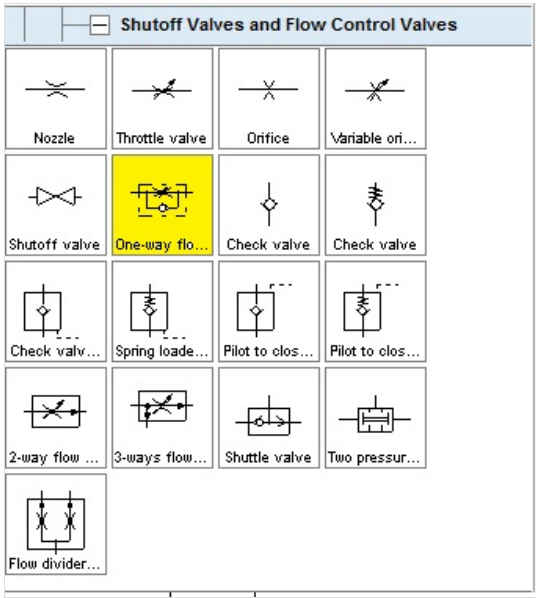 Shutoff Valves and Flow Control Valves
Nozzle
Throttle valve
Orifice
Variable ori...
Shutoff valve
One-way flo...
Check valve
Check valve
Check valv...
Spring loade...
Pilot to clos...
Pilot to clos...
2-way flow ...
3-ways flow...
Shuttle valve
Two pressur...
Flow divider...